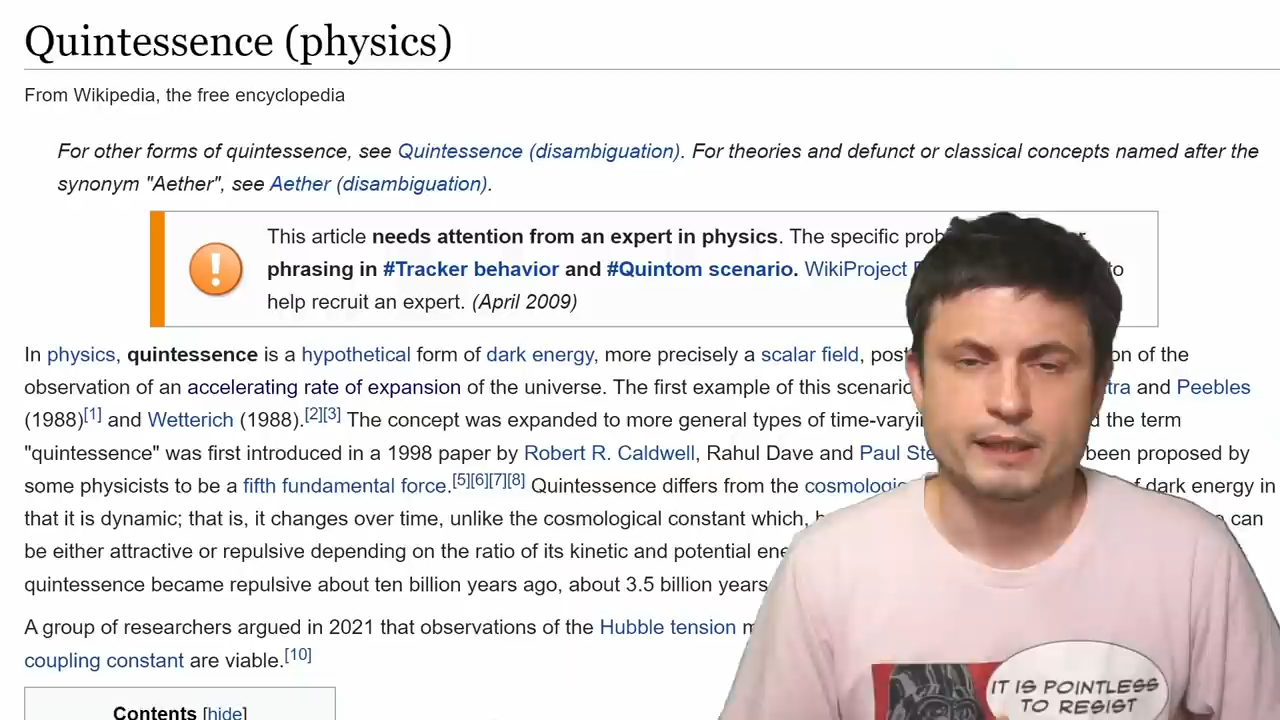 Quintessence (physics)
From Wikipedia, the free encyclopedia
For other forms of quintessence, see Quintessence (disambiguation). For theories and defunct or classical concepts named after the
synonym "Aether", see Aether (disambiguation).
This article needs attention from an expert in physics. The specific
phrasing in #Tracker behavior and #Quintom scenario. WikiProject to
help recruit an expert. (April 2009)
In physics, quintessence is a hypothetical form of dark energy, more precisely a scalar field, of the
observation of an accelerating rate of expansion of the universe. The first example of this scenario and Peebles
(1988)[1] and Wetterich (1988).[2][3] The concept was expanded to more general types of the term
"quintessence" was first introduced in a 1998 paper by Robert R. Caldwell, Rahul Dave and Paul been proposed by
some physicists to be a fifth fundamental force.[5][6][7][8] Quintessence differs from the of dark energy in
that it is dynamic; that is, it changes over time, unlike the cosmological constant which, can
be either attractive or repulsive depending on the ratio of its kinetic and potential
quintessence became repulsive about ten billion years ago, about 3.5 billion years
A group of researchers argued in 2021 that observations of the Hubble tension
coupling constant are viable.[10]
Contents [hide]
IT IS POINTLESS
TO RESIST